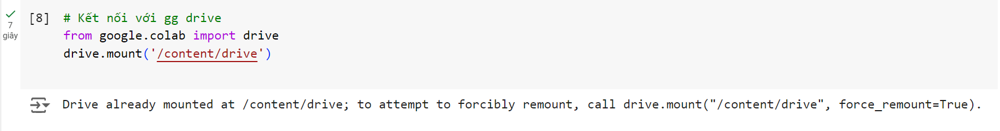 [8] # Kết nối với gg drive
from google.colab import drive
drive.mount('/content/drive')
7
giây
Drive already mounted at /content/drive; to attempt to forcibly remount, call drive.mount("/content/drive", force_remount=True).